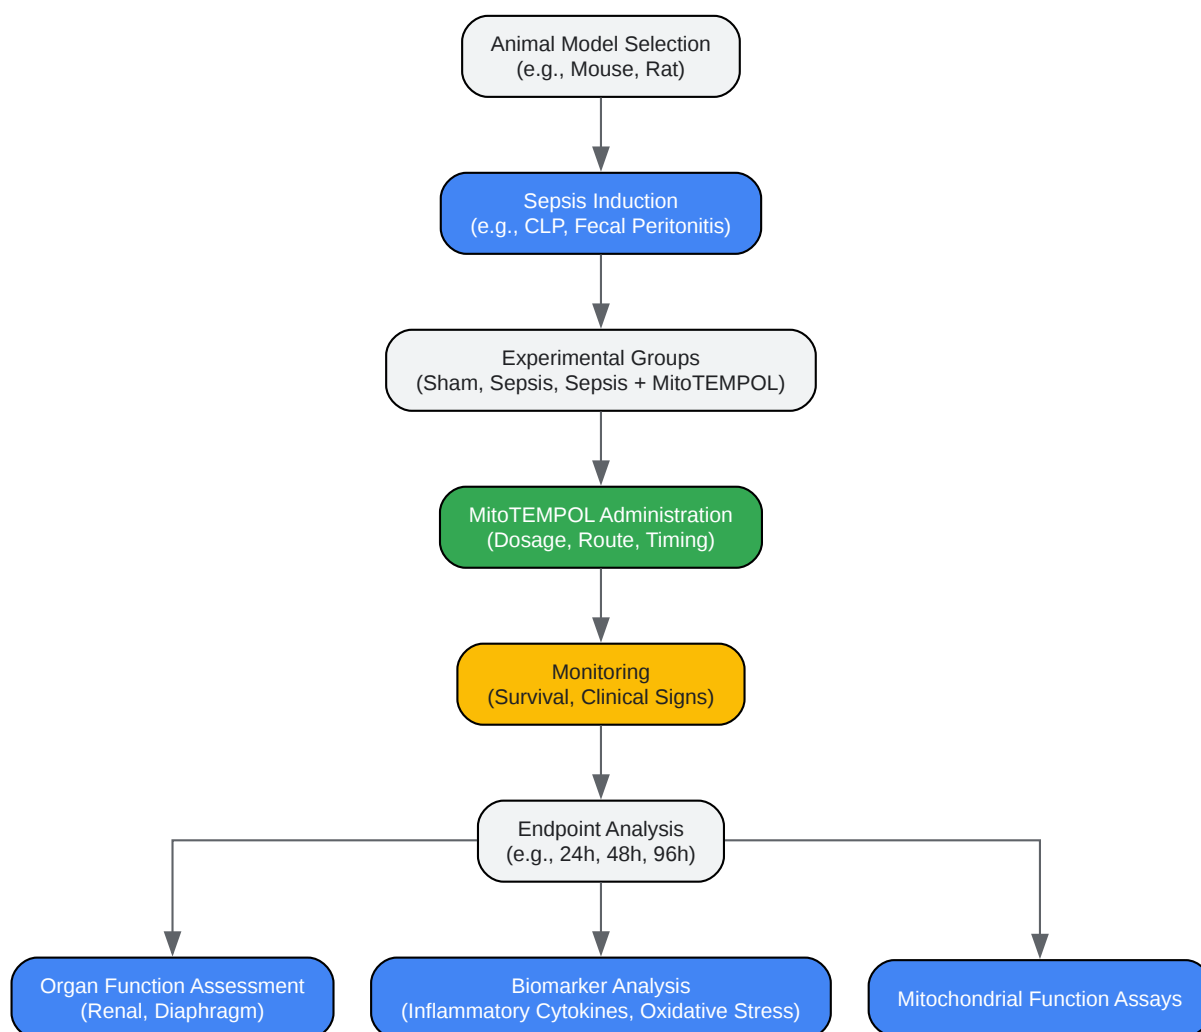 Animal Model Selection
(e.g., Mouse, Rat)
Sepsis Induction
(e.g., CLP, Fecal Peritonitis)
Experimental Groups
(Sham, Sepsis, Sepsis + MitoTEMPOL)
MitoTEMPOL Administration
(Dosage, Route, Timing)
Monitoring
(Survival, Clinical Signs)
Endpoint Analysis
(e.g., 24h, 48h, 96h)
Organ Function Assessment
(Renal, Diaphragm)
Biomarker Analysis
(Inflammatory Cytokines, Oxidative Stress)
Mitochondrial Function Assays